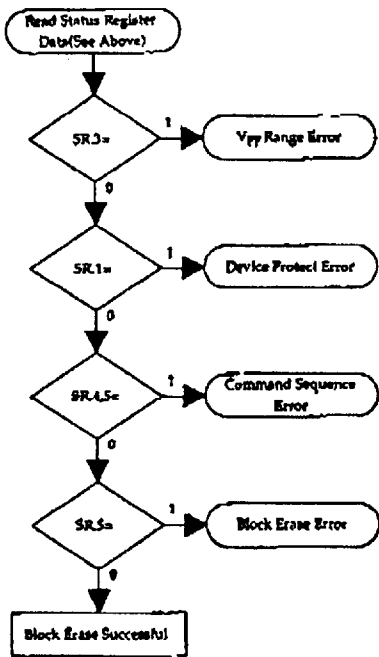 Read Status Register
Data(See Above)
SR.3=
1
VPP Range Error
0
SR.1=
1
Device Protect Error
0
SR.4,5=
1
Command Sequence
Error
0
SR.5=
1
Block Erase Error
0
Block Erase Successful